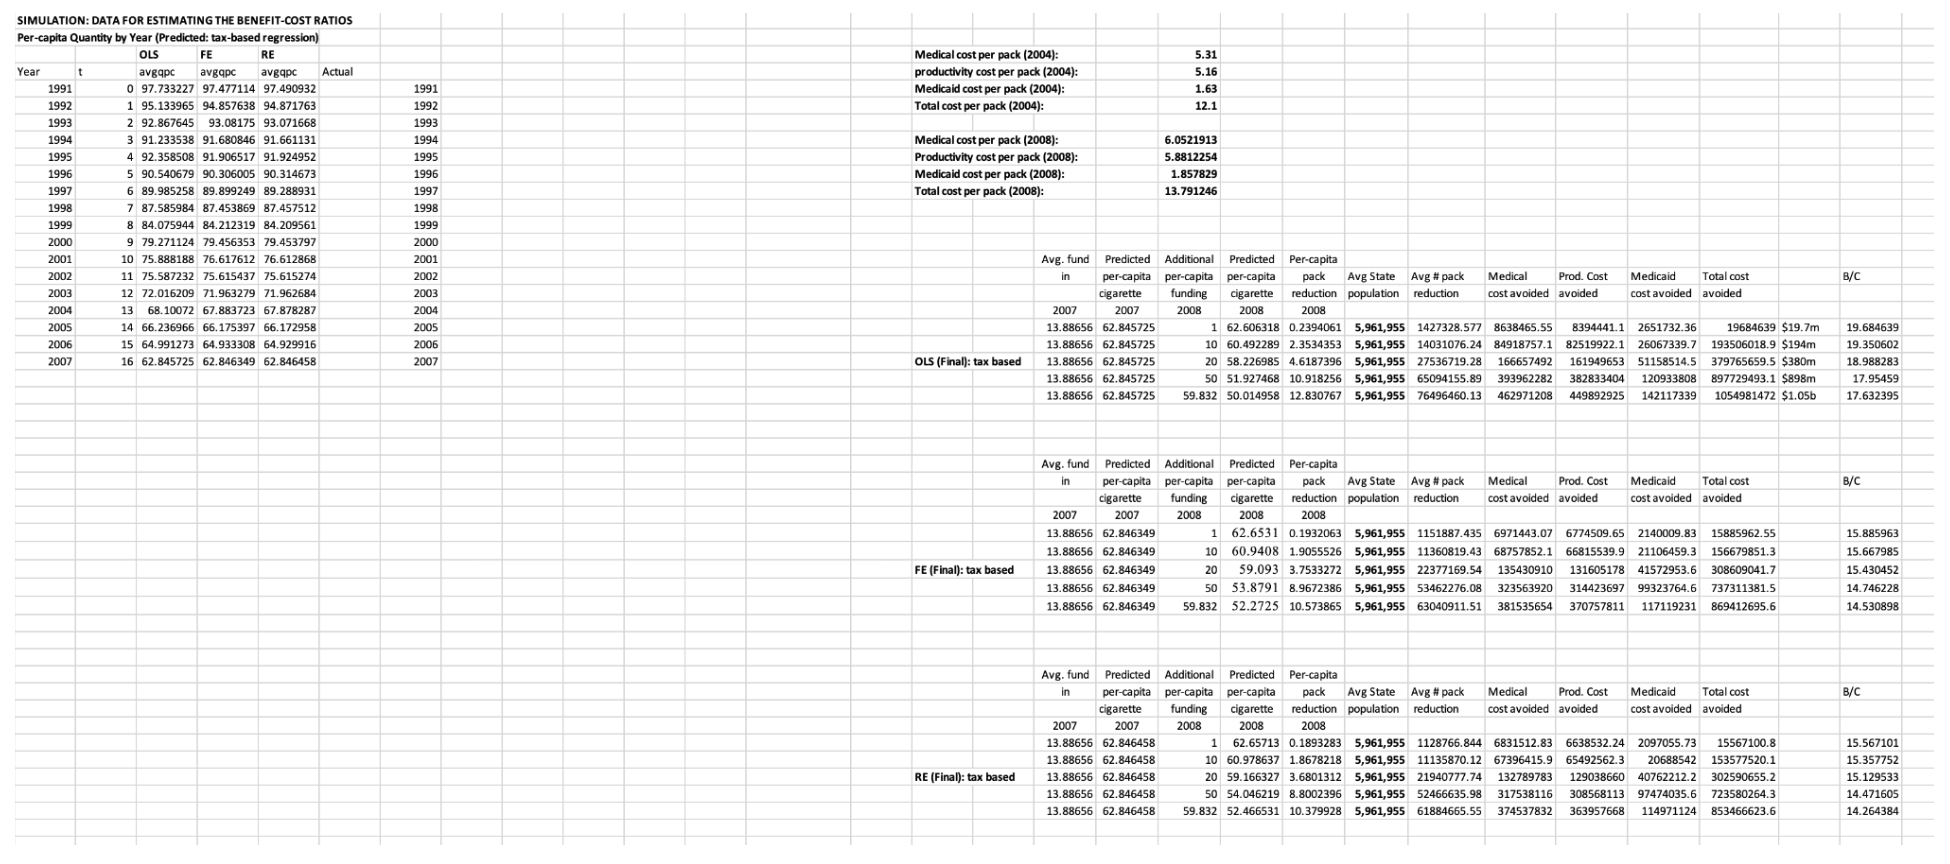 SIMULATION: DATA FOR ESTIMATING THE BENEFIT-COST RATIOS
Per-capita Quantity by Year (Predicted: tax-based regression)
OLS FE RE Medical cost per pack (2004): 5.31
Year t avgqpc avgqpc avgqpc Actual productivity cost per pack (2004): 5.16
1991 0 97.733227 97.477114 97.490932 1991 Medicaid cost per pack (2004): 1.63
1992 1 95.133965 94.857638 94.871763 1992 Total cost per pack (2004): 12.1
1993 2 92.867645 93.08175 93.071668 1993
1994 3 91.233538 91.680846 91.661131 1994 Medical cost per pack (2008): 6.0521913
1995 4 92.358508 91.906517 91.924952 1995 Productivity cost per pack (2008): 5.8812254
1996 5 90.540679 90.306005 90.314673 1996 Medicaid cost per pack (2008): 1.857829
1997 6 89.985258 89.899249 89.288931 1997 Total cost per pack (2008): 13.791246
1998 7 87.585984 87.453869 87.457512 1998
1999 8 84.075944 84.212319 84.209561 1999
2000 9 79.271124 79.456353 79.453797 2000
2001 10 75.888188 76.617612 76.612868 2001 Avg. fund Predicted Additional Predicted Per-capita
2002 11 75.587232 75.615437 75.615274 2002 in per-capita per-capita per-capita pack Avg State Avg # pack Medical Prod. Cost Medicaid Total cost B/C
2003 12 72.016209 71.963279 71.962684 2003 cigarette funding cigarette reduction population reduction cost avoided avoided cost avoided avoided
2004 13 68.10072 67.883723 67.878287 2004 2007 2007 2008 2008 2008
2005 14 66.236966 66.175397 66.172958 2005 13.88656 62.845725 1 62.606318 0.2394061 5,961,955 1427328.577 8638465.55 8394441.1 2651732.36 19684639 $19.7m 19.684639
2006 15 64.991273 64.933308 64.929916 2006 13.88656 62.845725 10 60.492289 2.3534353 5,961,955 14031076.24 84918757.1 82519922.1 26067339.7 193506018.9 $194m 19.350602
2007 16 62.845725 62.846349 62.846458 2007 OLS (Final): tax based 13.88656 62.845725 20 58.226985 4.6187396 5,961,955 27536719.28 166657492 161949653 51158514.5 379765659.5 $380m 18.988283
13.88656 62.845725 50 51.927468 10.918256 5,961,955 65094155.89 393962282 382833404 120933808 897729493.1 $898m 17.95459
13.88656 62.845725 59.832 50.014958 12.830767 5,961,955 76496460.13 462971208 449892925 142117339 1054981472 $1.05b 17.632395
Avg. fund Predicted Additional Predicted Per-capita
in per-capita per-capita per-capita pack Avg State Avg # pack Medical Prod. Cost Medicaid Total cost B/C
cigarette funding cigarette reduction population reduction cost avoided avoided cost avoided avoided
2007 2007 2008 2008 2008
13.88656 62.846349 1 62.6531 0.1932063 5,961,955 1151887.435 6971443.07 6774509.65 2140009.83 15885962.55 15.885963
13.88656 62.846349 10 60.9408 1.9055526 5,961,955 11360819.43 68757852.1 66815539.9 21106459.3 156679851.3 15.667985
FE (Final): tax based 13.88656 62.846349 20 59.093 3.7533272 5,961,955 22377169.54 135430910 131605178 41572953.6 308609041.7 15.430452
13.88656 62.846349 50 53.8791 8.9672386 5,961,955 53462276.08 323563920 314423697 99323764.6 737311381.5 14.746228
13.88656 62.846349 59.832 52.2725 10.573865 5,961,955 63040911.51 381535654 370757811 117119231 869412695.6 14.530898
Avg. fund Predicted Additional Predicted Per-capita
in per-capita per-capita per-capita pack Avg State Avg # pack Medical Prod. Cost Medicaid Total cost B/C
cigarette funding cigarette reduction population reduction cost avoided avoided cost avoided avoided
2007 2007 2008 2008 2008
13.88656 62.846458 1 62.65713 0.1893283 5,961,955 1128766.844 6831512.83 6638532.24 2097055.73 15567100.8 15.567101
13.88656 62.846458 10 60.978637 1.8678218 5,961,955 11135870.12 67396415.9 65492562.3 20688542 153577520.1 15.357752
RE (Final): tax based 13.88656 62.846458 20 59.166327 3.6801312 5,961,955 21940777.74 132789783 129038660 40762212.2 302590655.2 15.129533
13.88656 62.846458 50 54.046219 8.8002396 5,961,955 52466635.98 317538116 308568113 97474035.6 723580264.3 14.471605
13.88656 62.846458 59.832 52.466531 10.379928 5,961,955 61884665.55 374537832 363957668 114971124 853466623.6 14.264384